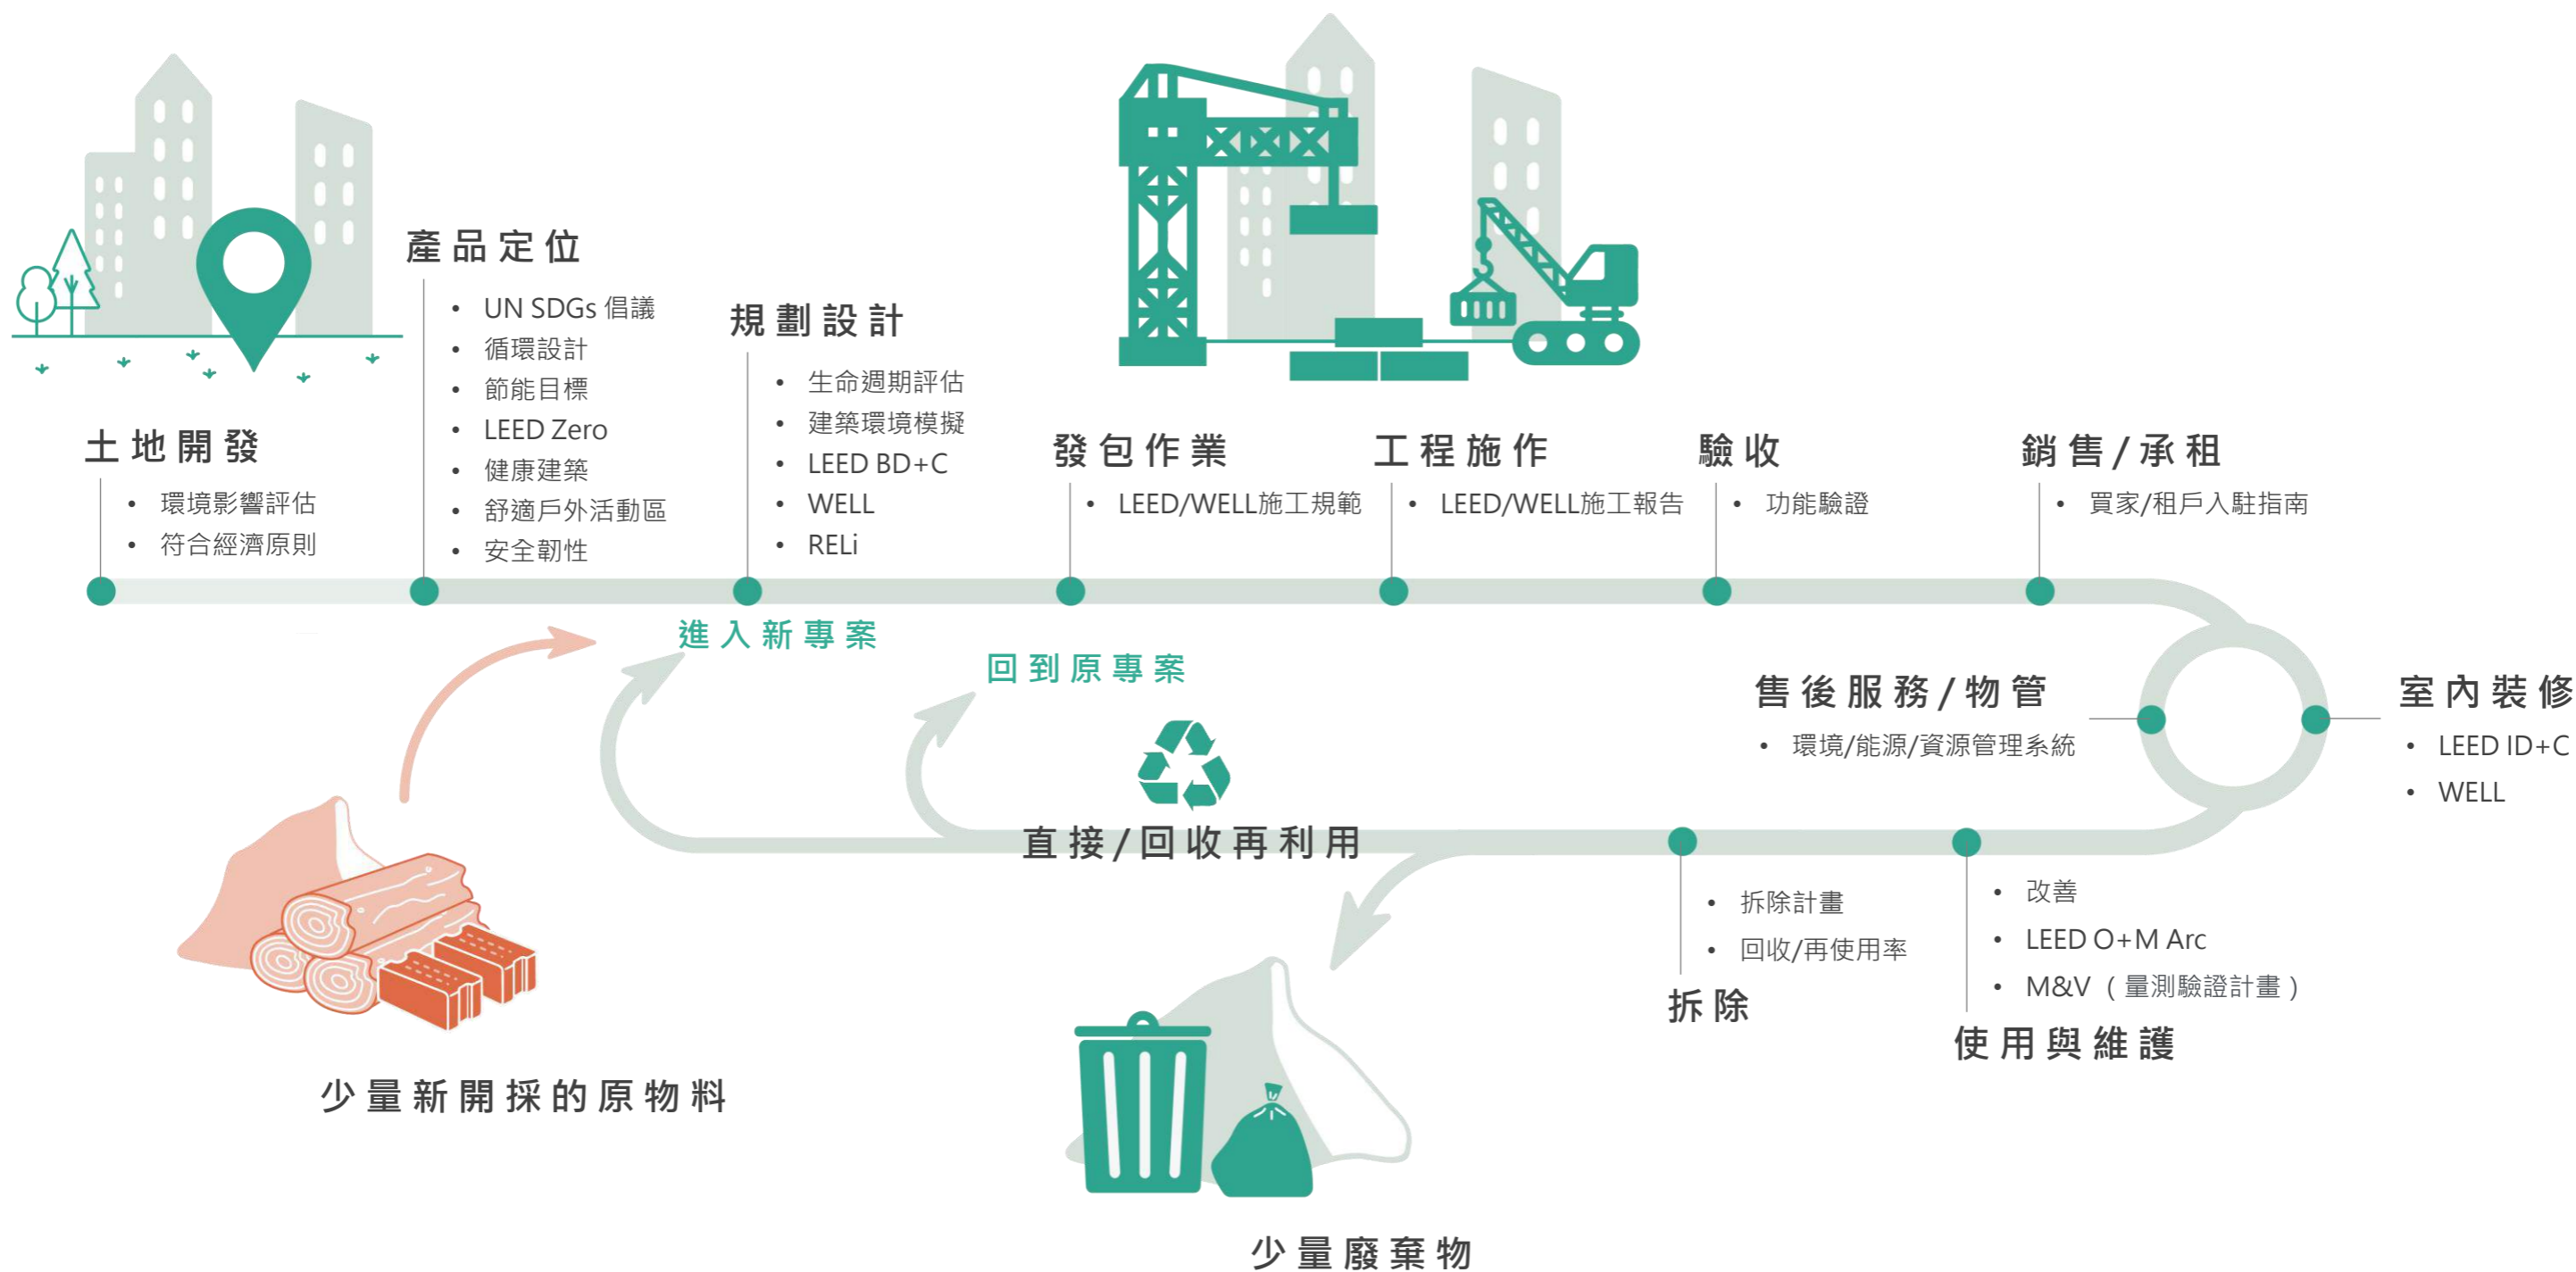 土地開發
• 環境影響評估
• 符合經濟原則
產品定位
• UN SDGs 倡議
• 循環設計
• 節能目標
• LEED Zero
• 健康建築
• 舒適戶外活動區
• 安全韌性
規劃設計
• 生命週期評估
• 建築環境模擬
• LEED BD+C
• WELL
• RELi
發包作業
• LEED/WELL施工規範
工程施作
• LEED/WELL施工報告
驗收
• 功能驗證
銷售/承租
• 買家/租戶入駐指南
進入新專案
回到原專案
售後服務/物管
• 環境/能源/資源管理系統
室內裝修
• LEED ID+C
• WELL
直接/回收再利用
• 拆除計畫
• 回收/再使用率
拆除
• 改善
• LEED O+M Arc
• M&V（量測驗證計畫）
使用與維護
少量新開採的原物料
少量廢棄物